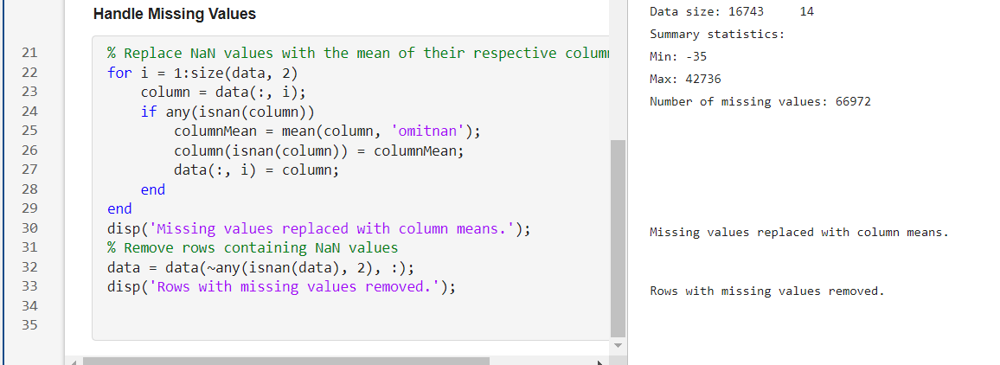 Handle Missing Values
21 % Replace NaN values with the mean of their respective
22 for i = 1:size(data, 2)
23 column = data(:, i);
24 if any(isnan(column))
25 columnMean = mean(column, 'omitnan');
26 column(isnan(column)) = columnMean;
27 data(:, i) = column;
28 end
29 end
30 disp('Missing values replaced with column means.');
31 % Remove rows containing NaN values
32 data = data(~any(isnan(data), 2), :);
33 disp('Rows with missing values removed.');
34
35
Data size: 16743 14
Summary statistics:
Min: -35
Max: 42736
Number of missing values: 66972
Missing values replaced with column means.
Rows with missing values removed.